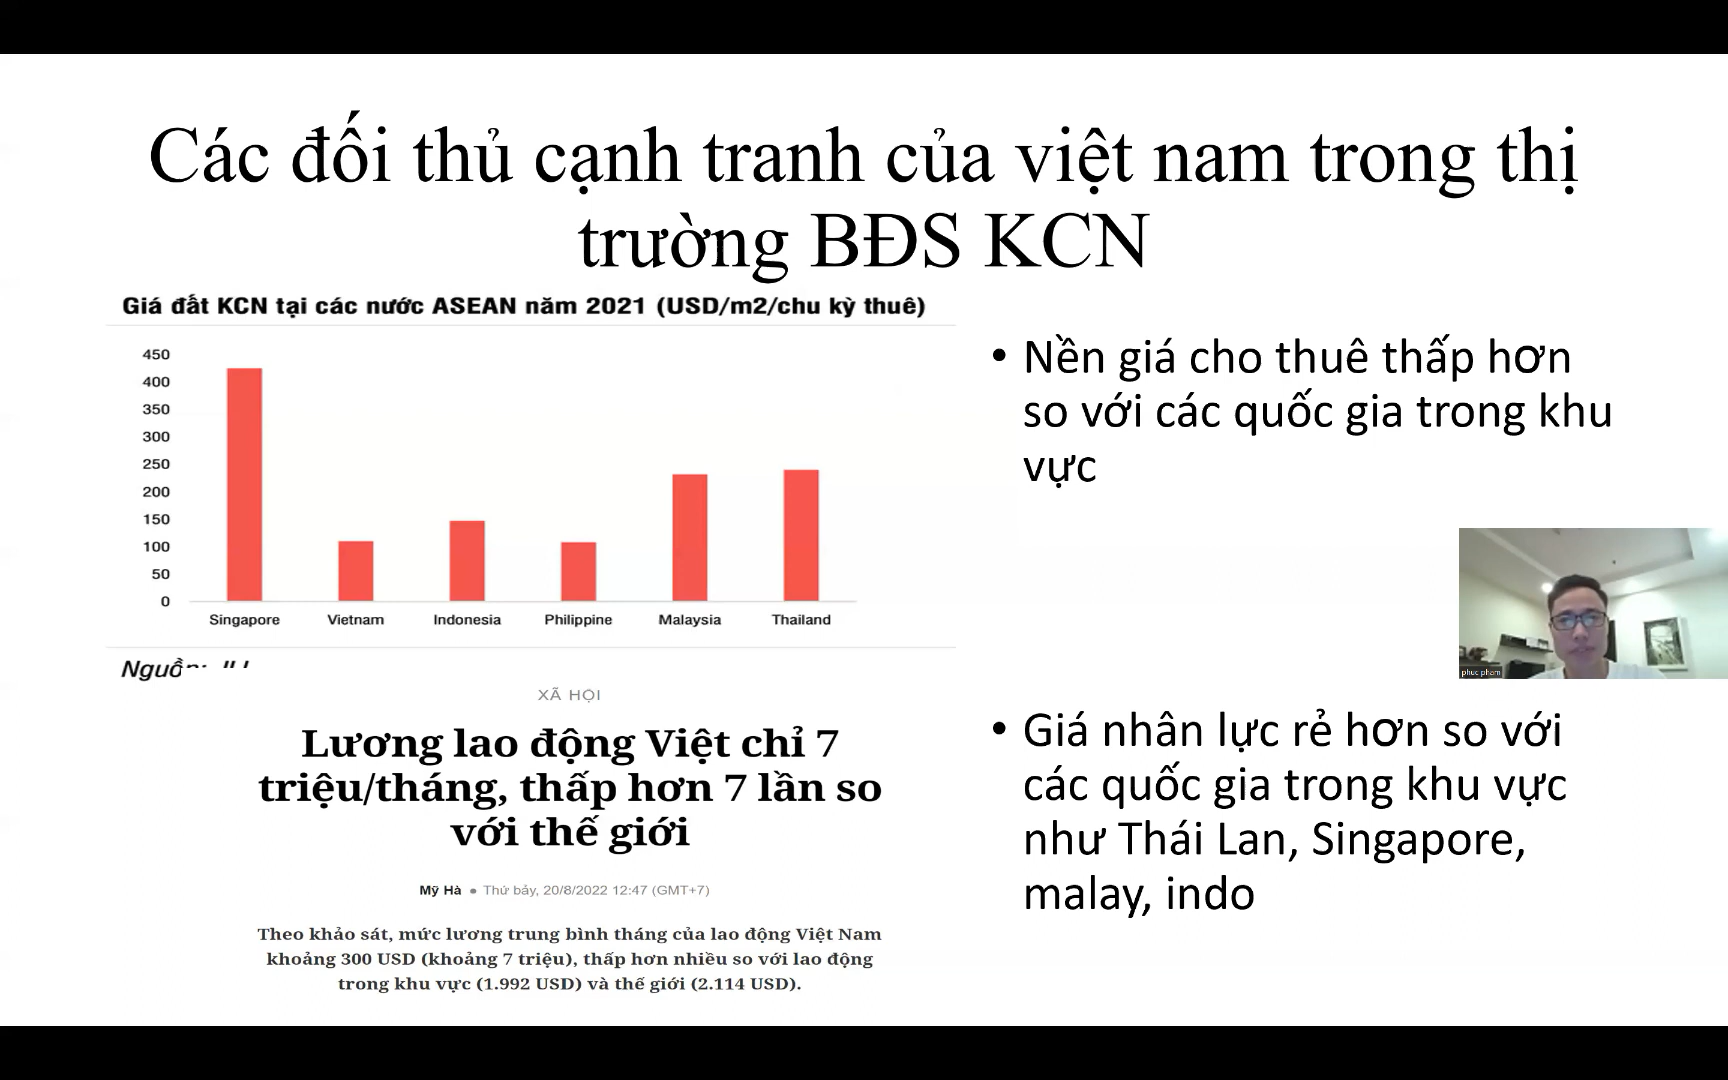 Các đối thủ cạnh tranh của việt nam trong thị
trường BĐS KCN
Giá đất KCN tại các nước ASEAN năm 2021 (USD/m2/chu kỳ thuê)
450
400
350
300
250
200
150
100
50
0
Singapore Vietnam Indonesia Philippine Malaysia Thailand
Nguồn:
XÃ HỘI
Lương lao động Việt chỉ 7
triệu/tháng, thấp hơn 7 lần so
với thế giới
Mỹ Hà • Thứ bảy, 20/8/2022 12:47 (GMT+7)
Theo khảo sát, mức lương trung bình tháng của lao động Việt Nam
khoảng 300 USD (khoảng 7 triệu), thấp hơn nhiều so với lao động
trong khu vực (1.992 USD) và thế giới (2.114 USD).
• Nền giá cho thuê thấp hơn
so với các quốc gia trong khu
vực
phuc pham
• Giá nhân lực rẻ hơn so với
các quốc gia trong khu vực
như Thái Lan, Singapore,
malay, indo